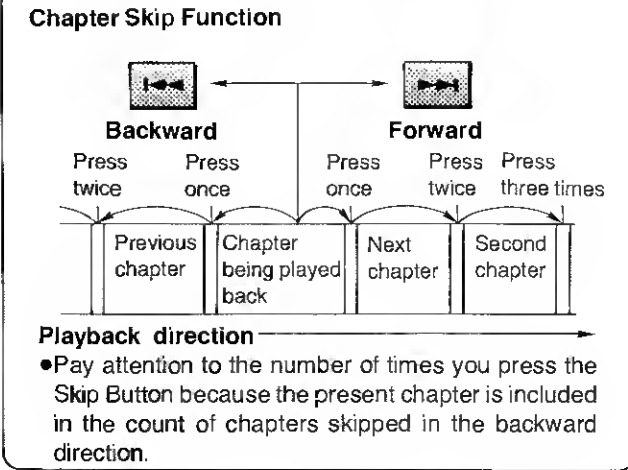 Chapter Skip Function
Backward Forward
Press Press Press Press Press
twice once once twice three times
Previous Chapter Next Second
chapter being played chapter chapter
back
Playback direction
●Pay attention to the number of times you press the
Skip Button because the present chapter is included
in the count of chapters skipped in the backward
direction.